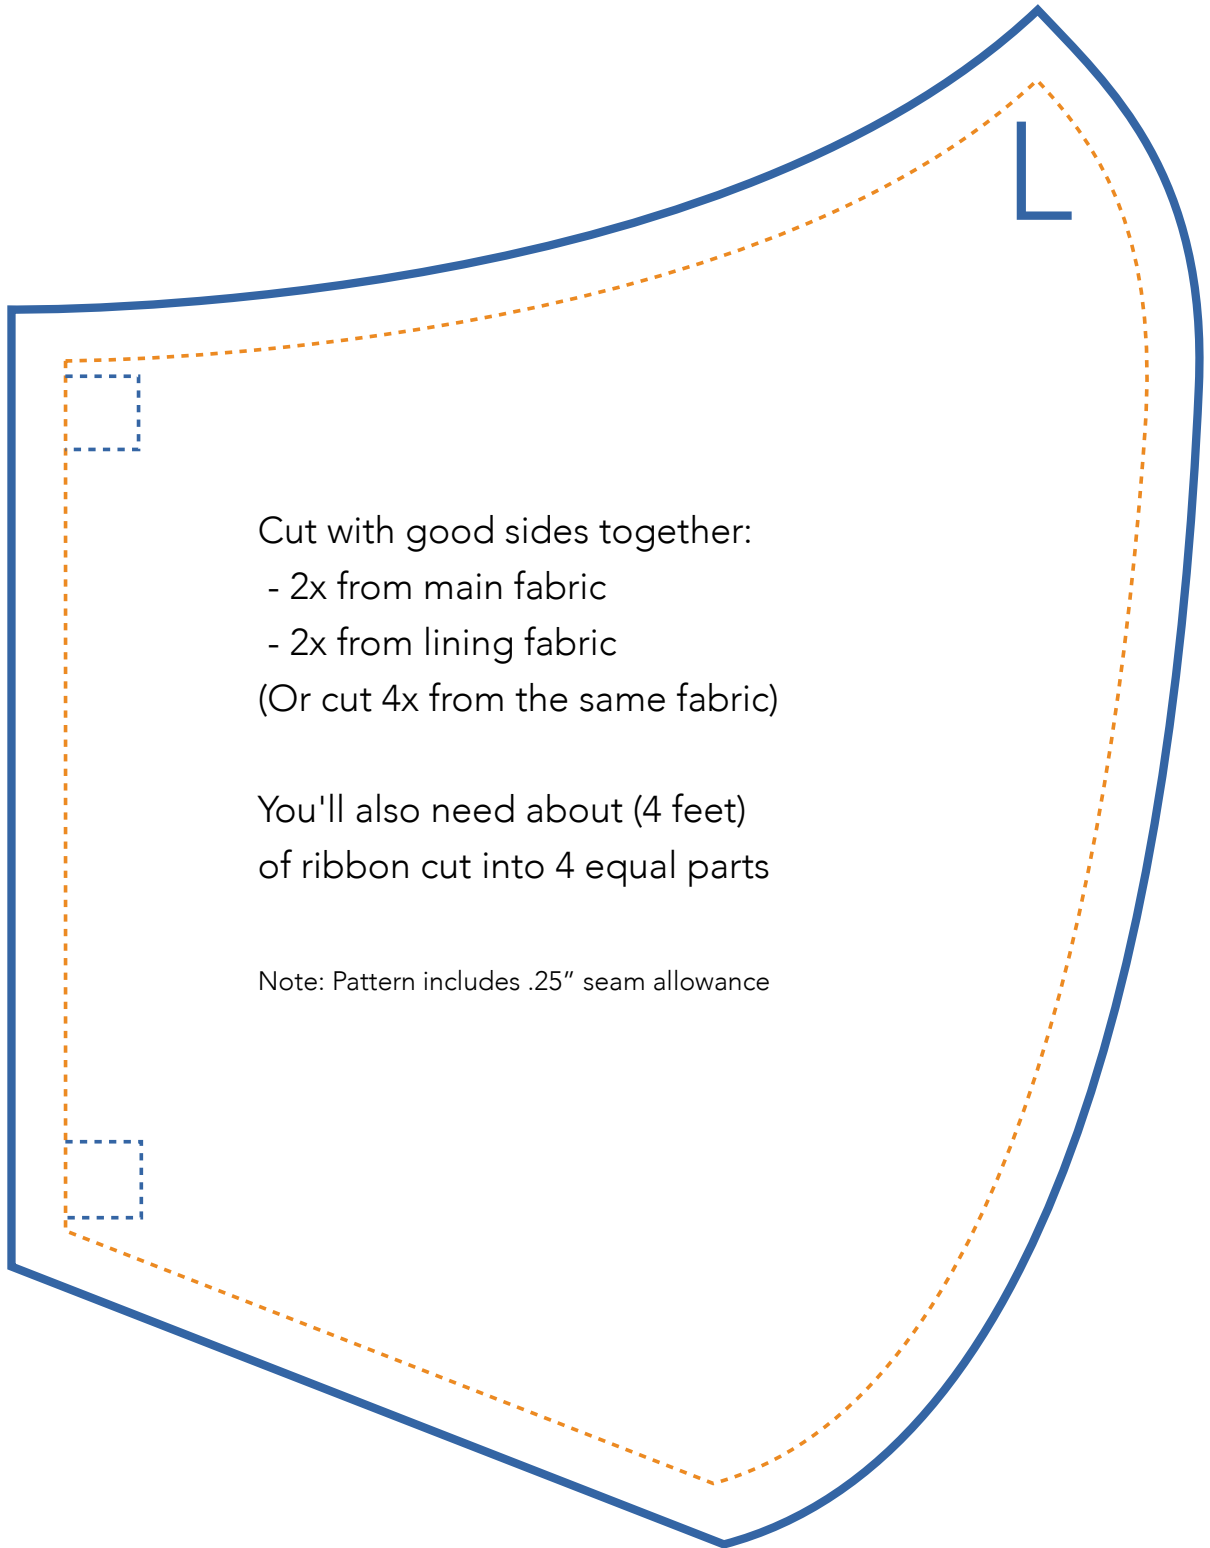 L
Cut with good sides together:
- 2x from main fabric
- 2x from lining fabric
(Or cut 4x from the same fabric)
You'll also need about (4 feet)
of ribbon cut into 4 equal parts
Note: Pattern includes .25” seam allowance